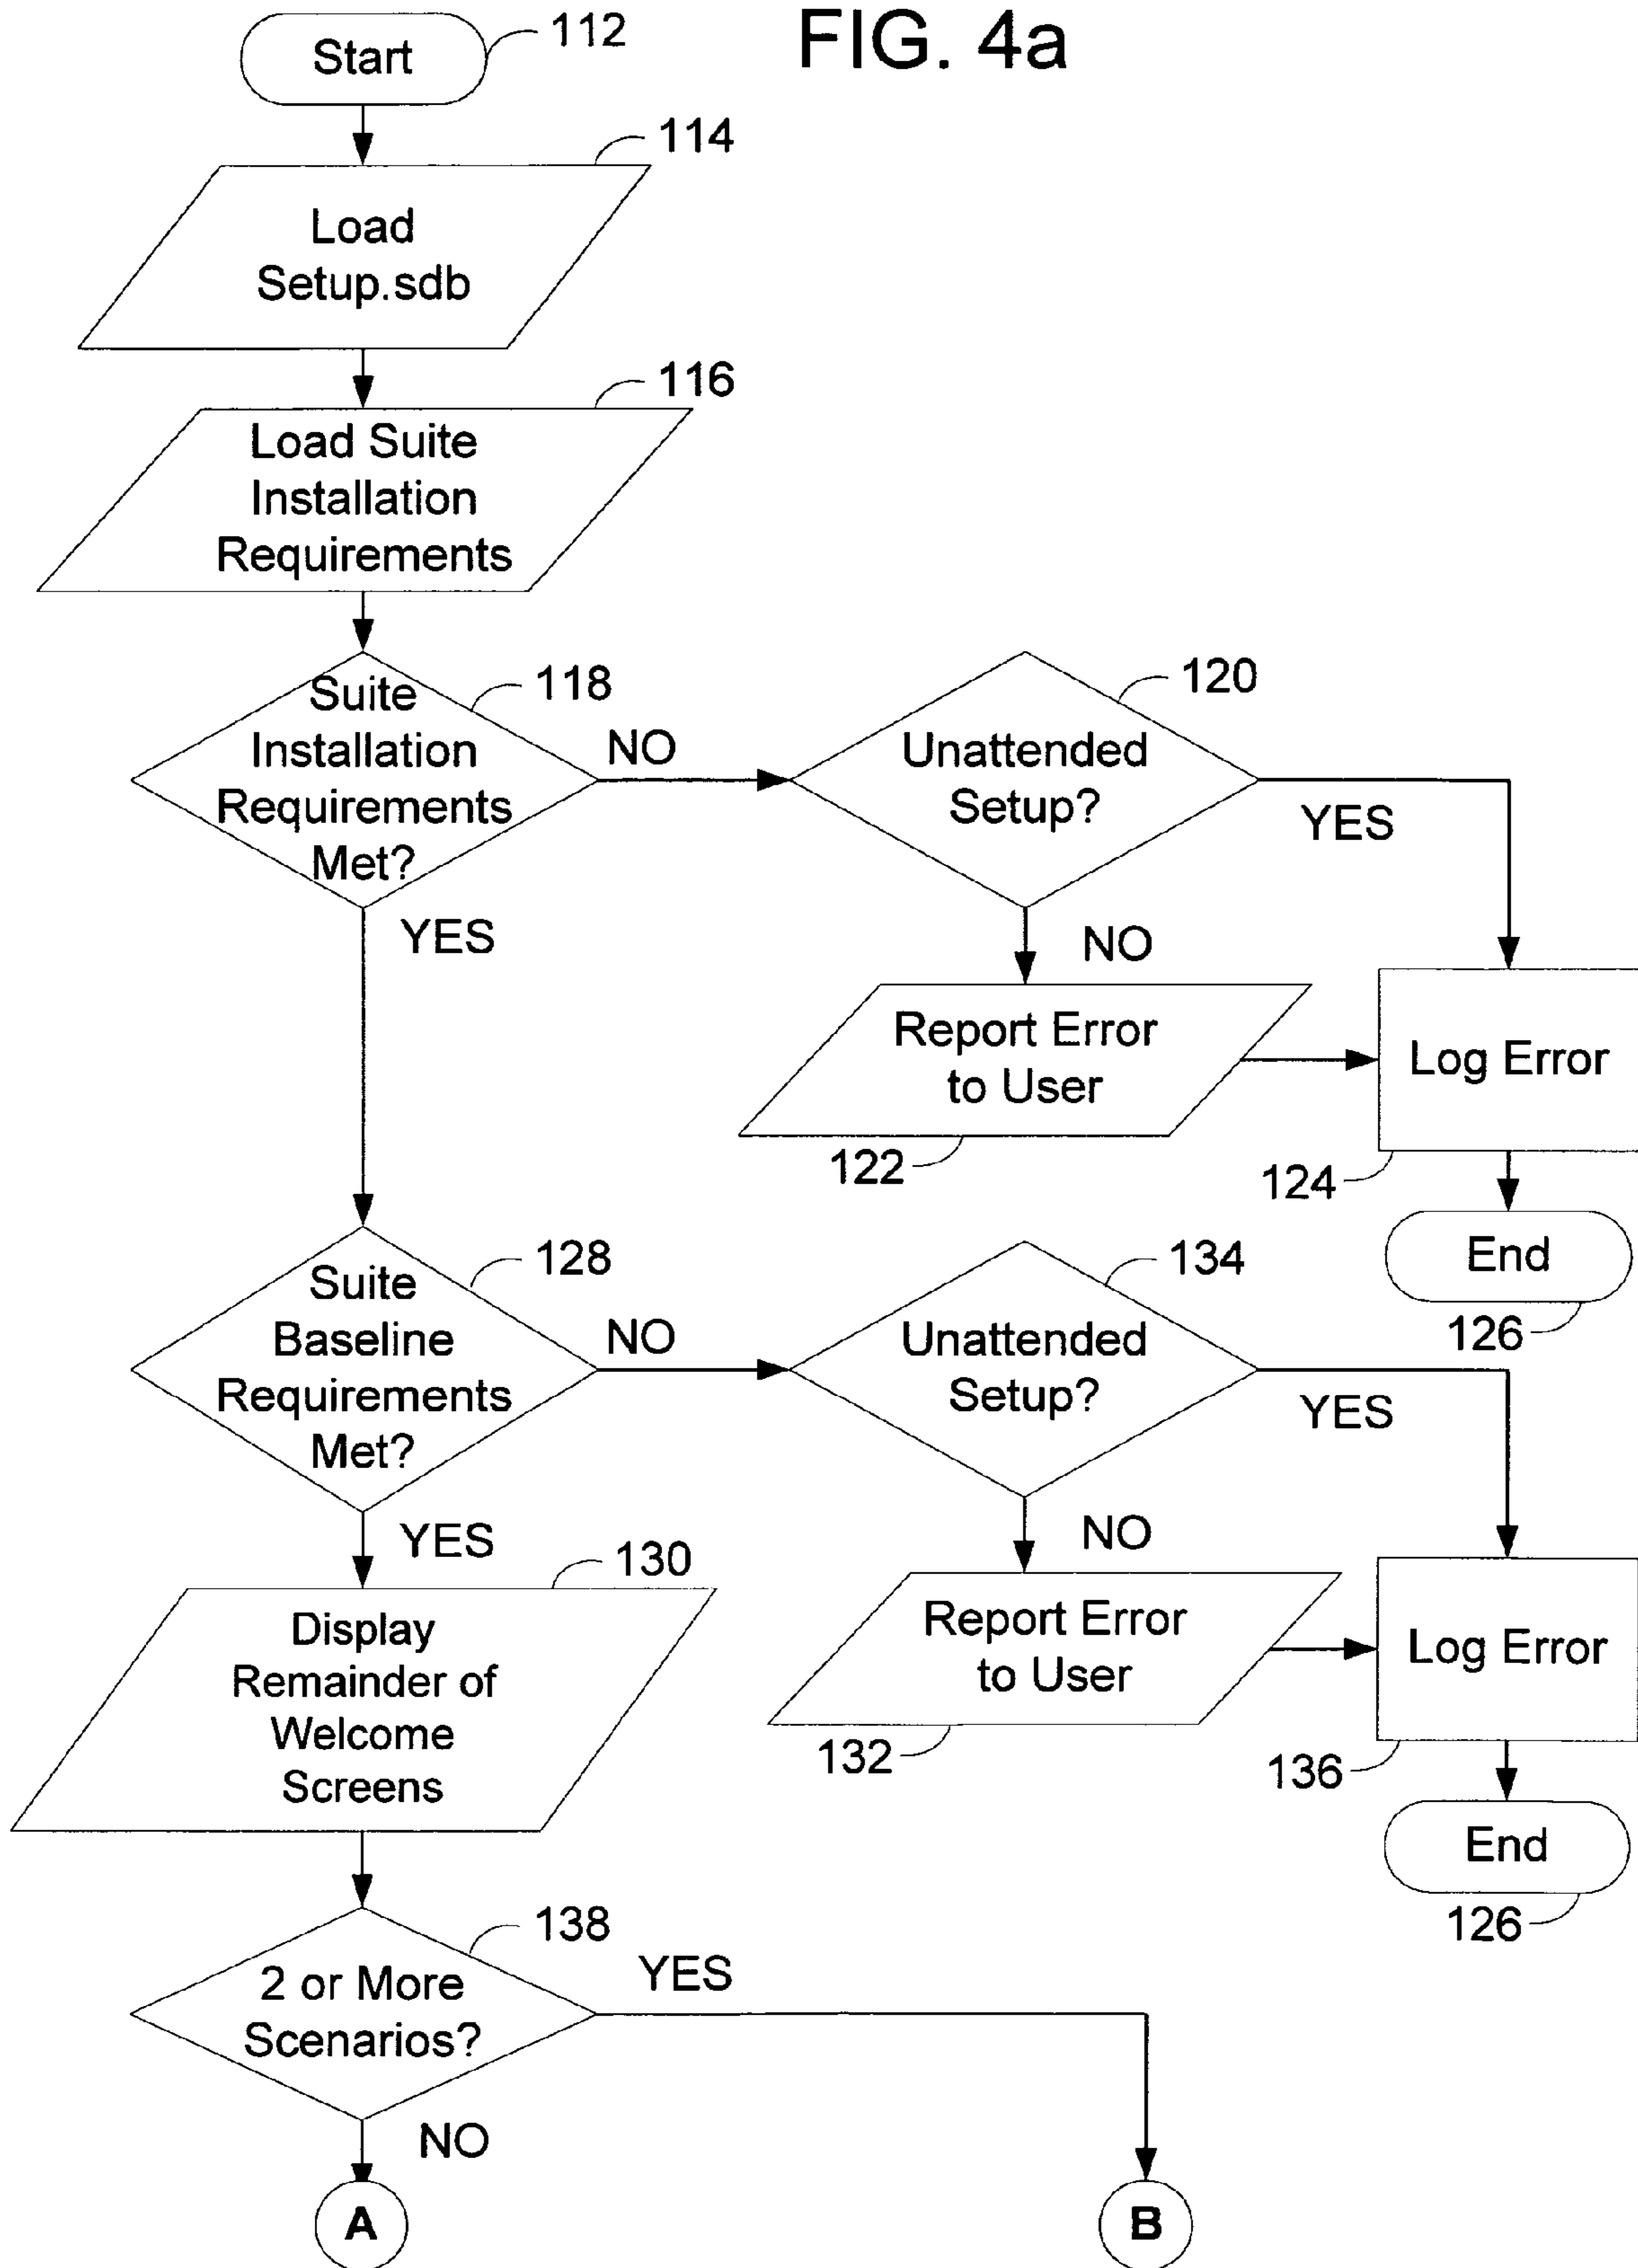 FIG. 4a
Start
112
114
Load
Setup.sdb
116
Load Suite
Installation
Requirements
118
Suite
Installation
Requirements
Met?
NO
YES
120
Unattended
Setup?
YES
NO
Report Error
to User
122
Log Error
124
End
126
128
Suite
Baseline
Requirements
Met?
NO
YES
134
Unattended
Setup?
YES
NO
Report Error
to User
132
Log Error
136
End
126
130
Display
Remainder of
Welcome
Screens
138
2 or More
Scenarios?
YES
NO
A
B